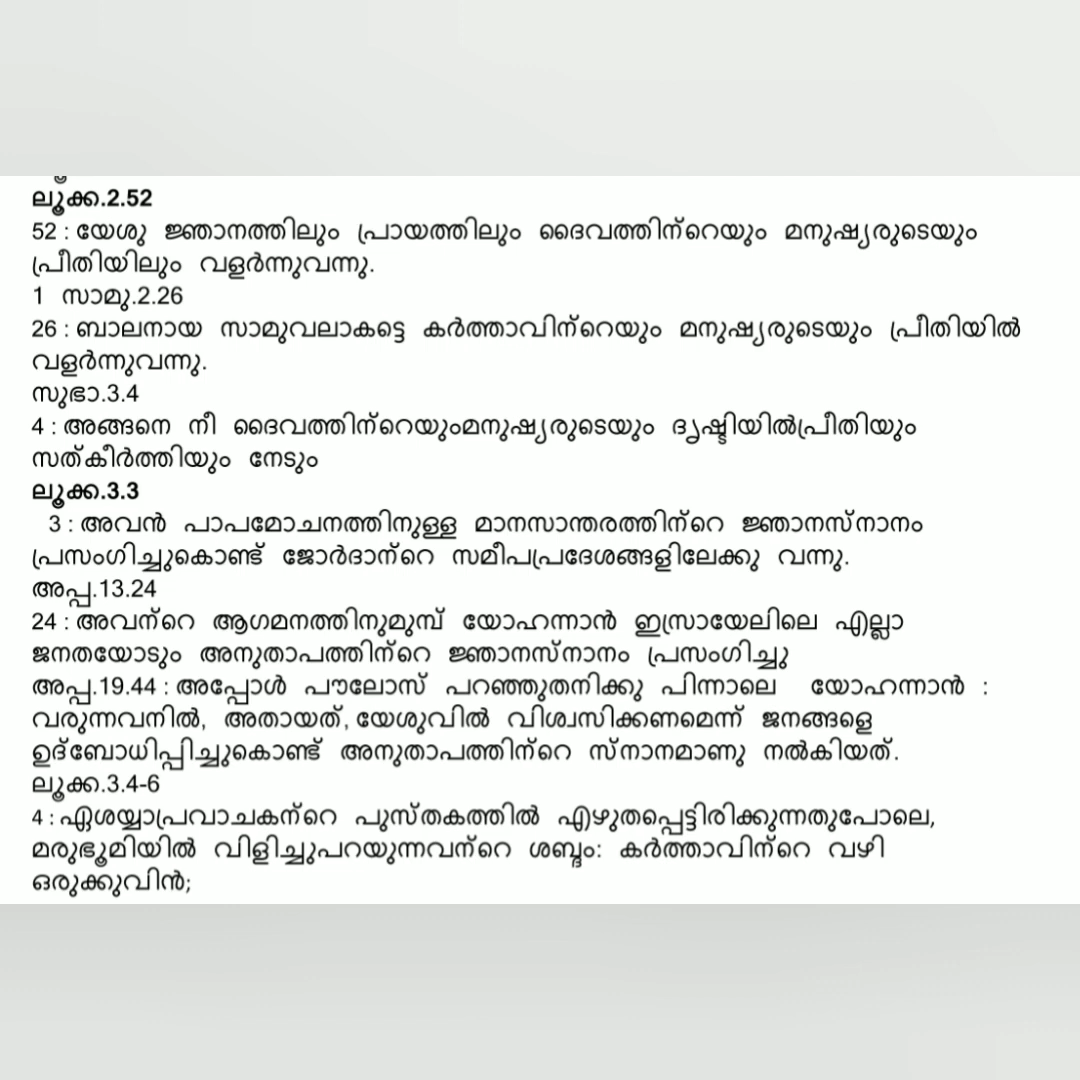 ലൂക്ക.2.52
52 : യേശു ജ്ഞാനത്തിലും പ്രായത്തിലും ദൈവത്തിന്റെയും മനുഷ്യരുടെയും
പ്രീതിയിലും വളർന്നുവന്നു.
1 സാമു.2.26
26 : ബാലനായ സാമുവലാകട്ടെ കർത്താവിന്റെയും മനുഷ്യരുടെയും പ്രീതിയിൽ
വളർന്നുവന്നു.
സുഭാ.3.4
4 : അങ്ങനെ നീ ദൈവത്തിന്റെയുംമനുഷ്യരുടെയും ദൃഷ്ടിയിൽപ്രീതിയും
സത്കീർത്തിയും നേടും
ലൂക്ക.3.3
3 : അവൻ പാപമോചനത്തിനുള്ള മാനസാന്തരത്തിന്റെ ജ്ഞാനസ്നാനം
പ്രസംഗിച്ചുകൊണ്ട് ജോർദാന്റെ സമീപപ്രദേശങ്ങളിലേക്കു വന്നു.
അപ്പ.13.24
24 : അവന്റെ ആഗമനത്തിനുമുമ്പ് യോഹന്നാൻ ഇസ്രായേലിലെ എല്ലാ
ജനതയോടും അനുതാപത്തിന്റെ ജ്ഞാനസ്നാനം പ്രസംഗിച്ചു
അപ്പ.19.44 : അപ്പോൾ പൗലോസ് പറഞ്ഞുതനിക്കു പിന്നാലെ യോഹന്നാൻ :
വരുന്നവനിൽ, അതായത്, യേശുവിൽ വിശ്വസിക്കണമെന്ന് ജനങ്ങളെ
ഉദ്ബോധിപ്പിച്ചുകൊണ്ട് അനുതാപത്തിന്റെ സ്നാനമാണു നൽകിയത്.
ലൂക്ക.3.4-6
4 : ഏശയ്യാപ്രവാചകന്റെ പുസ്തകത്തിൽ എഴുതപ്പെട്ടിരിക്കുന്നതുപോലെ,
മരുഭൂമിയിൽ വിളിച്ചുപറയുന്നവന്റെ ശബ്ദം: കർത്താവിന്റെ വഴി
ഒരുക്കുവിൻ;